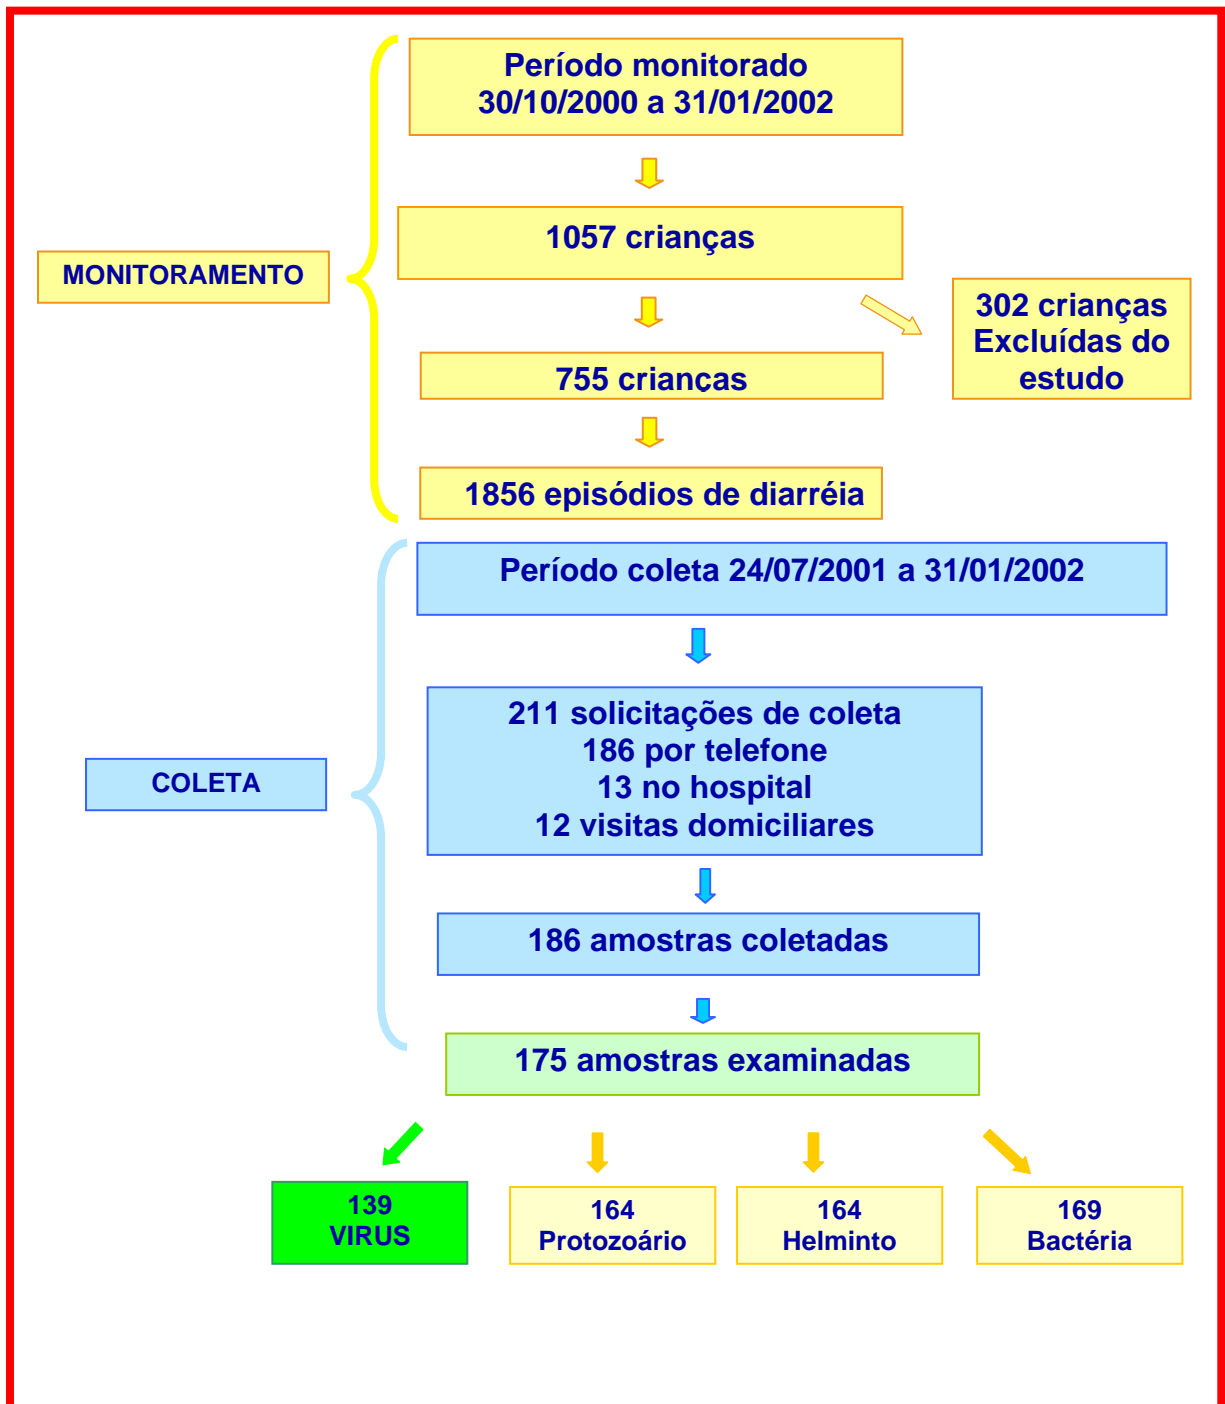 Período monitorado
30/10/2000 a 31/01/2002
1057 crianças
MONITORAMENTO
302 crianças
Excluídas do
estudo
755 crianças
1856 episódios de diarréia
Período coleta 24/07/2001 a 31/01/2002
211 solicitações de coleta
186 por telefone
13 no hospital
12 visitas domiciliares
COLETA
186 amostras coletadas
175 amostras examinadas
139
VIRUS
164
Protozoário
164
Helminto
169
Bactéria